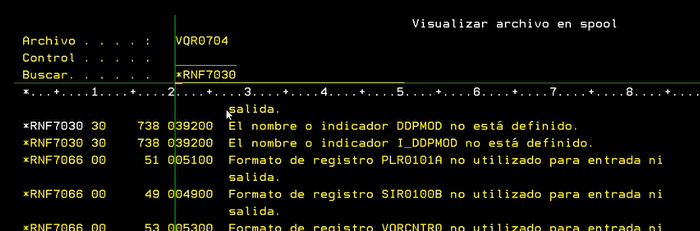 Visualizar archivo en spool
Archivo . . . . . : VQR0704
Control . . . . .
Buscar. . . . . . *RNF7030
*...+....1....+....2....+....3....+....4....+....5....+....6....+....7....+....8....+....
salida.
*RNF7030 30 738 039200 El nombre o indicador DDPMOD no está definido.
*RNF7030 30 738 039200 El nombre o indicador I_DDPMOD no está definido.
*RNF7066 00 51 005100 Formato de registro PLR0101A no utilizado para entrada ni
salida.
*RNF7066 00 49 004900 Formato de registro SIR0100B no utilizado para entrada ni
salida.
*RNF7066 00 53 005300 Formato de registro VQRCNTR0 no utilizado para entrada ni